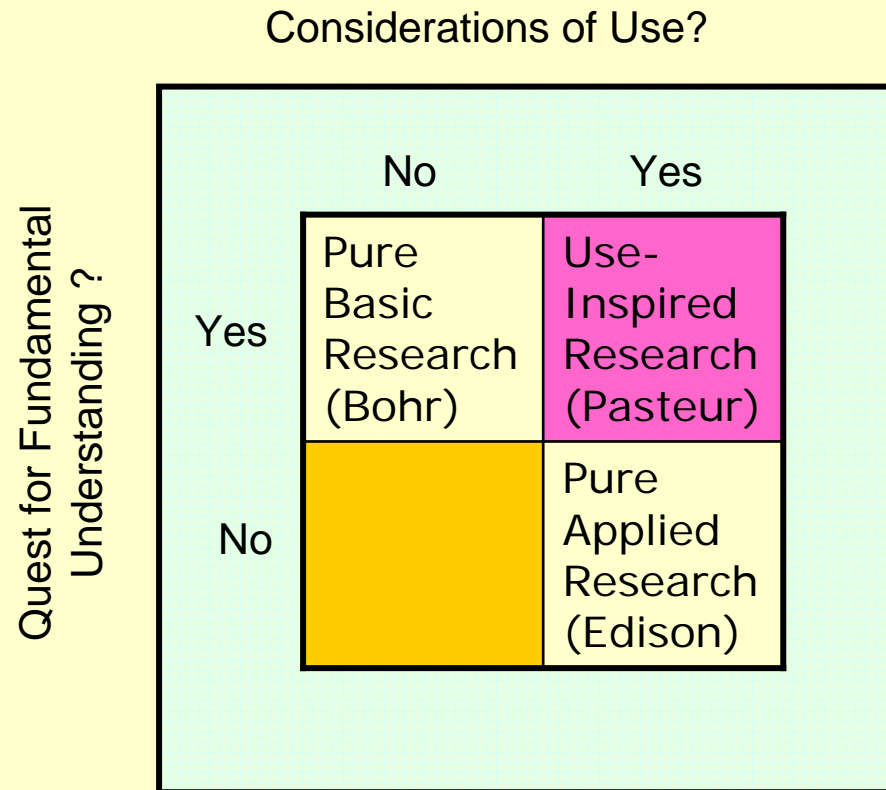 Considerations of Use?
No
Yes
Quest for Fundamental
Understanding ?
Yes
Pure
Basic
Research
(Bohr)
Use-
Inspired
Research
(Pasteur)
No
Pure
Applied
Research
(Edison)